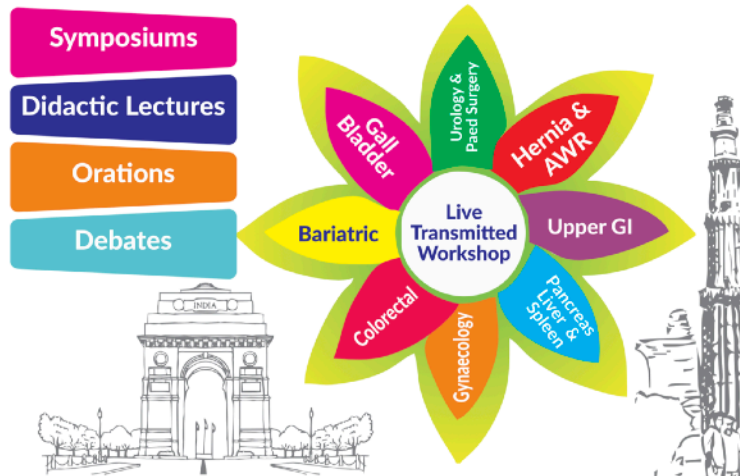 Symposiums
Didactic Lectures
Orations
Debates
Live
Transmitted
Workshop
Urology &
Paed Surgery
Hernia &
AWR
Upper GI
Pancreas
Liver &
Spleen
Gynaecology
Colorectal
Bariatric
Gall
Bladder
INDIA